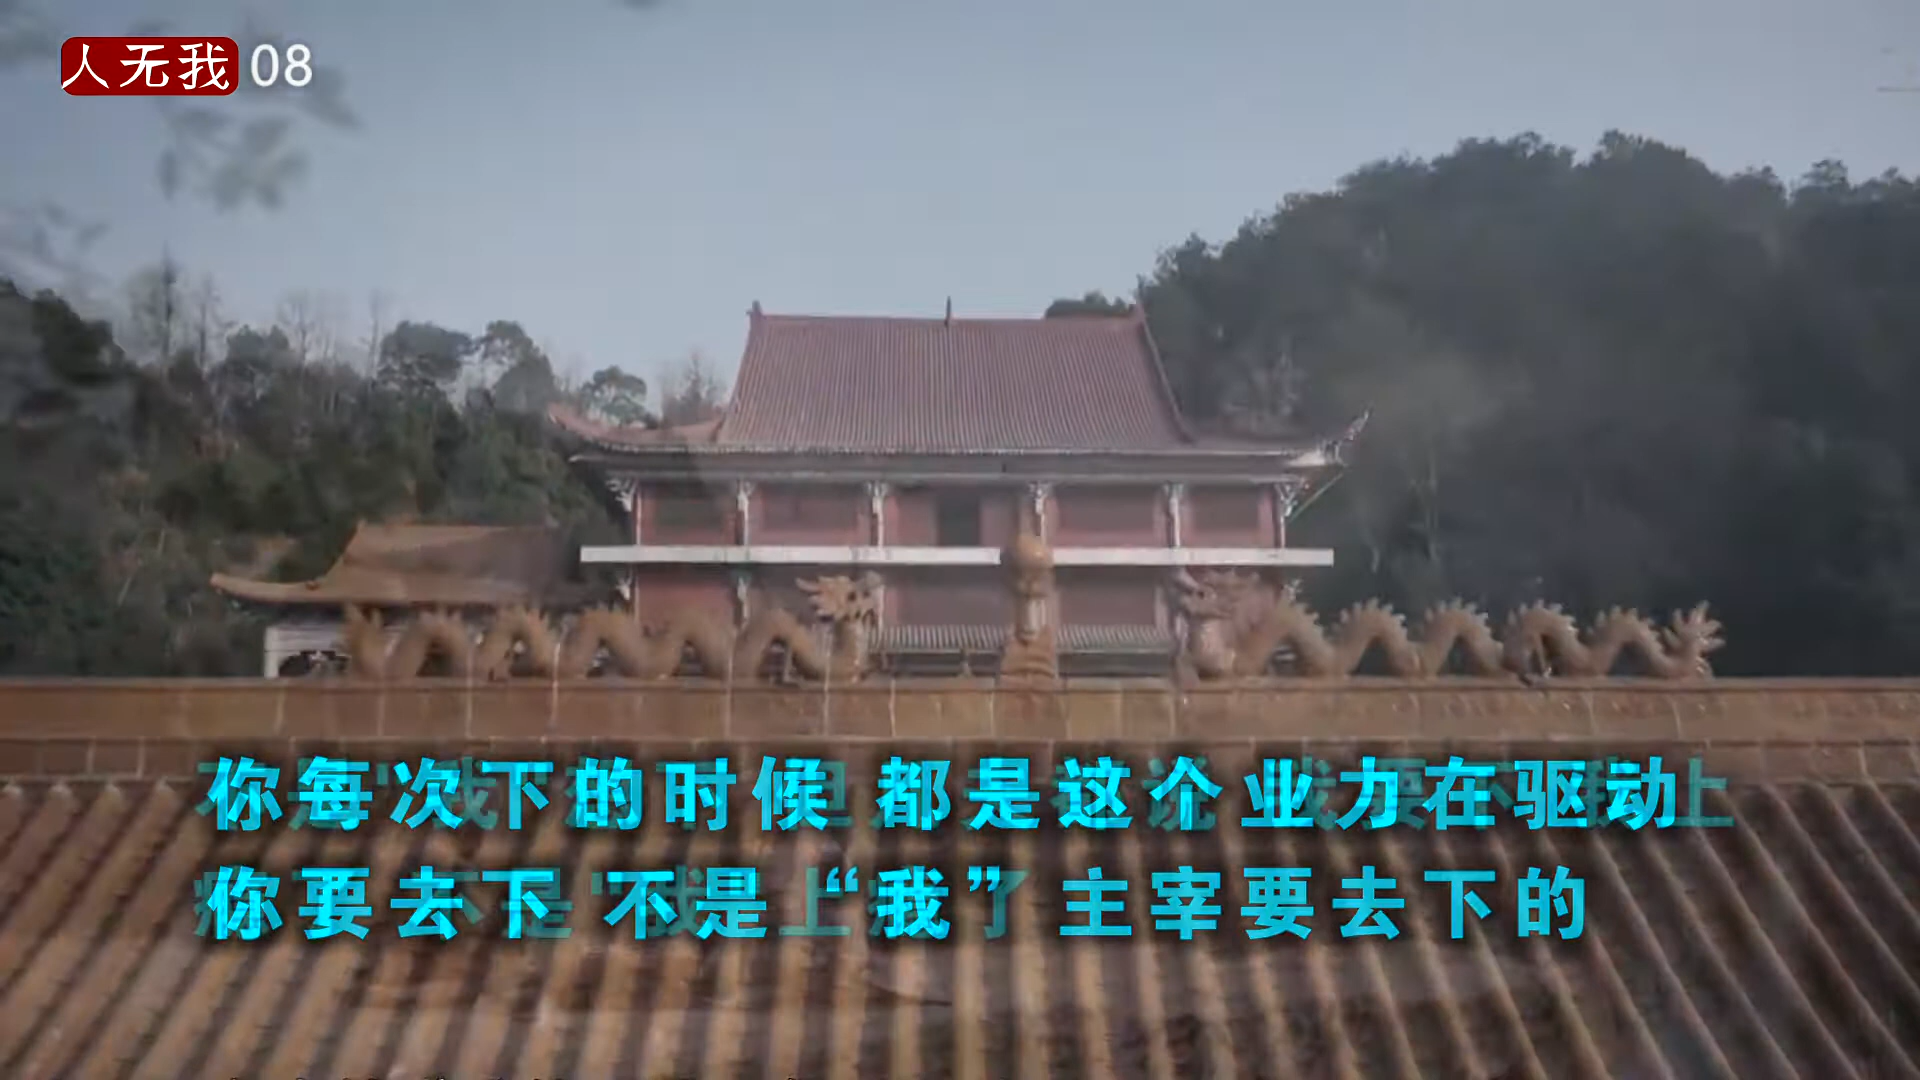 人无我 08
你每次下的时候 都是这个业力在驱动
你要去下 不是“我”主宰要去下的